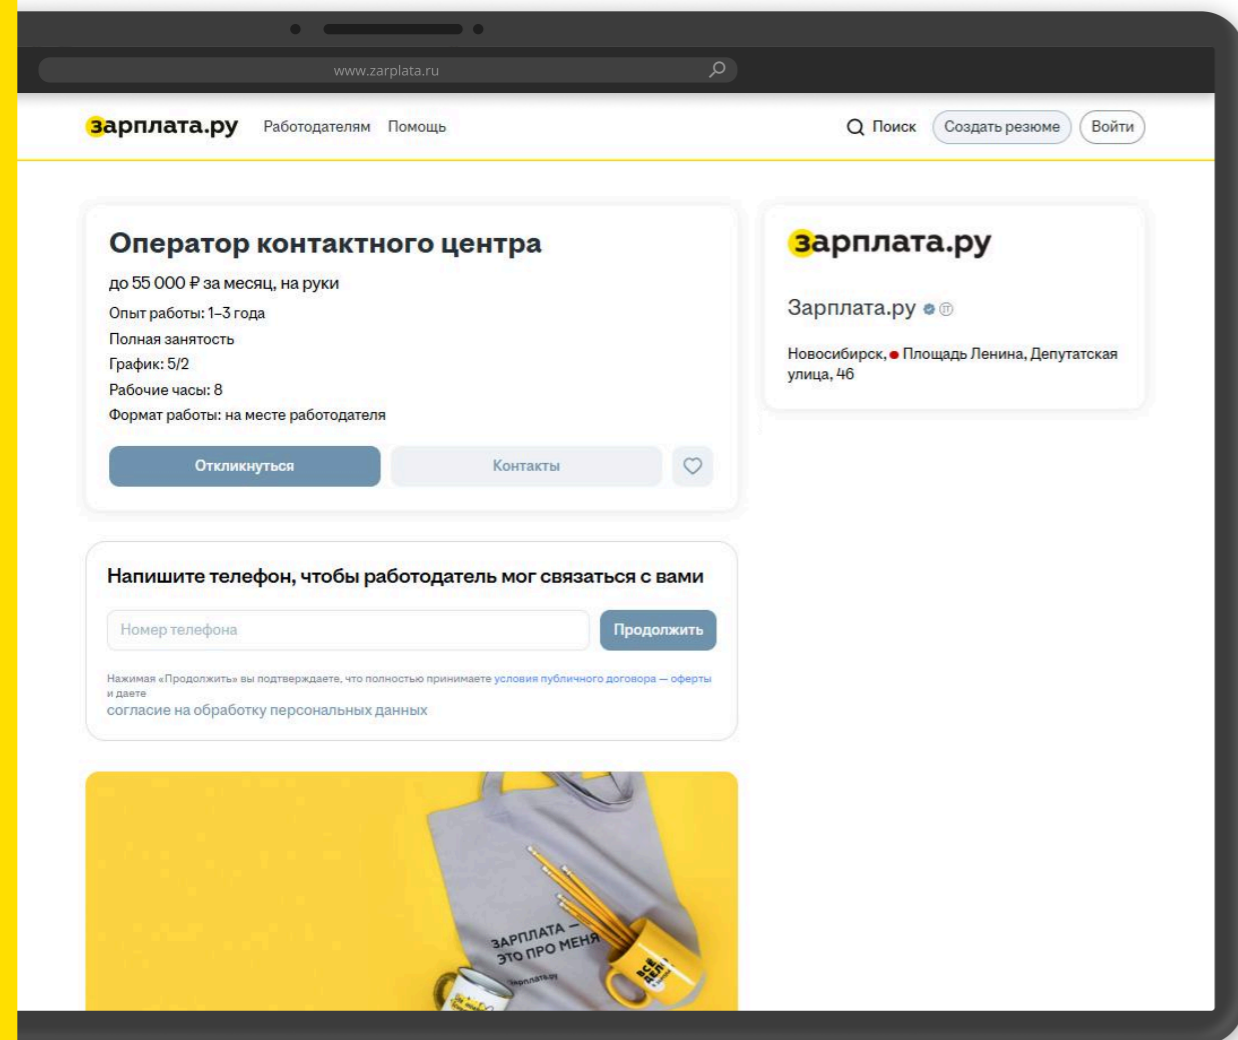 www.zarplata.ru
зарплата.ру Работодателям Помощь Поиск Создать резюме Войти
Оператор контактного центра
до 55 000 ₽ за месяц, на руки
Опыт работы: 1–3 года
Полная занятость
График: 5/2
Рабочие часы: 8
Формат работы: на месте работодателя
Откликнуться Контакты
зарплата.ру
Зарплата.ру
Новосибирск, Площадь Ленина, Депутатская
улица, 46
Напишите телефон, чтобы работодатель мог связаться с вами
Номер телефона Продолжить
Нажимая «Продолжить» вы подтверждаете, что полностью принимаете условия публичного договора — оферты
и даете
согласие на обработку персональных данных
ЗАРПЛАТА —
ЭТО ПРО МЕНЯ
зарплата.ру
ВСЁ
ДЕЛО